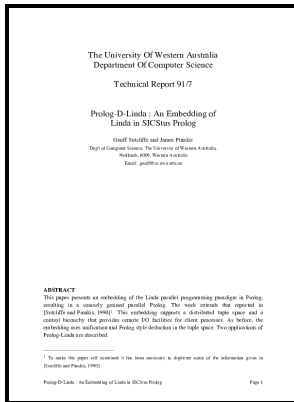 The University Of Western Australia
Department Of Computer Science
Technical Report 91/7
Prolog-D-Linda : An Embedding of
Linda in SICStus Prolog
Geoff Sutcliffe and James Pinakis
Dept of Computer Science, The University of Western Australia,
Nedlands, 6009, Western Australia
Email : geoff@cs.uwa.edu.au
ABSTRACT
This paper presents an embedding of the Linda parallel programming paradigm in Prolog,
resulting in a coarsely grained parallel Prolog. The work extends that reported in
[Sutcliffe and Pinakis, 1990]1. This embedding supports a distributed tuple space and a
control hierarchy that provides remote I/O facilities for client processes. As before, the
embedding uses unification and Prolog style deduction in the tuple space. Two applications of
Prolog-Linda are described.
1 To make this paper self contained it has been necessary to duplicate some of the information given in
[Sutcliffe and Pinakis, 1990].
Prolog-D-Linda : An Embedding of Linda in SICStus Prolog Page 1